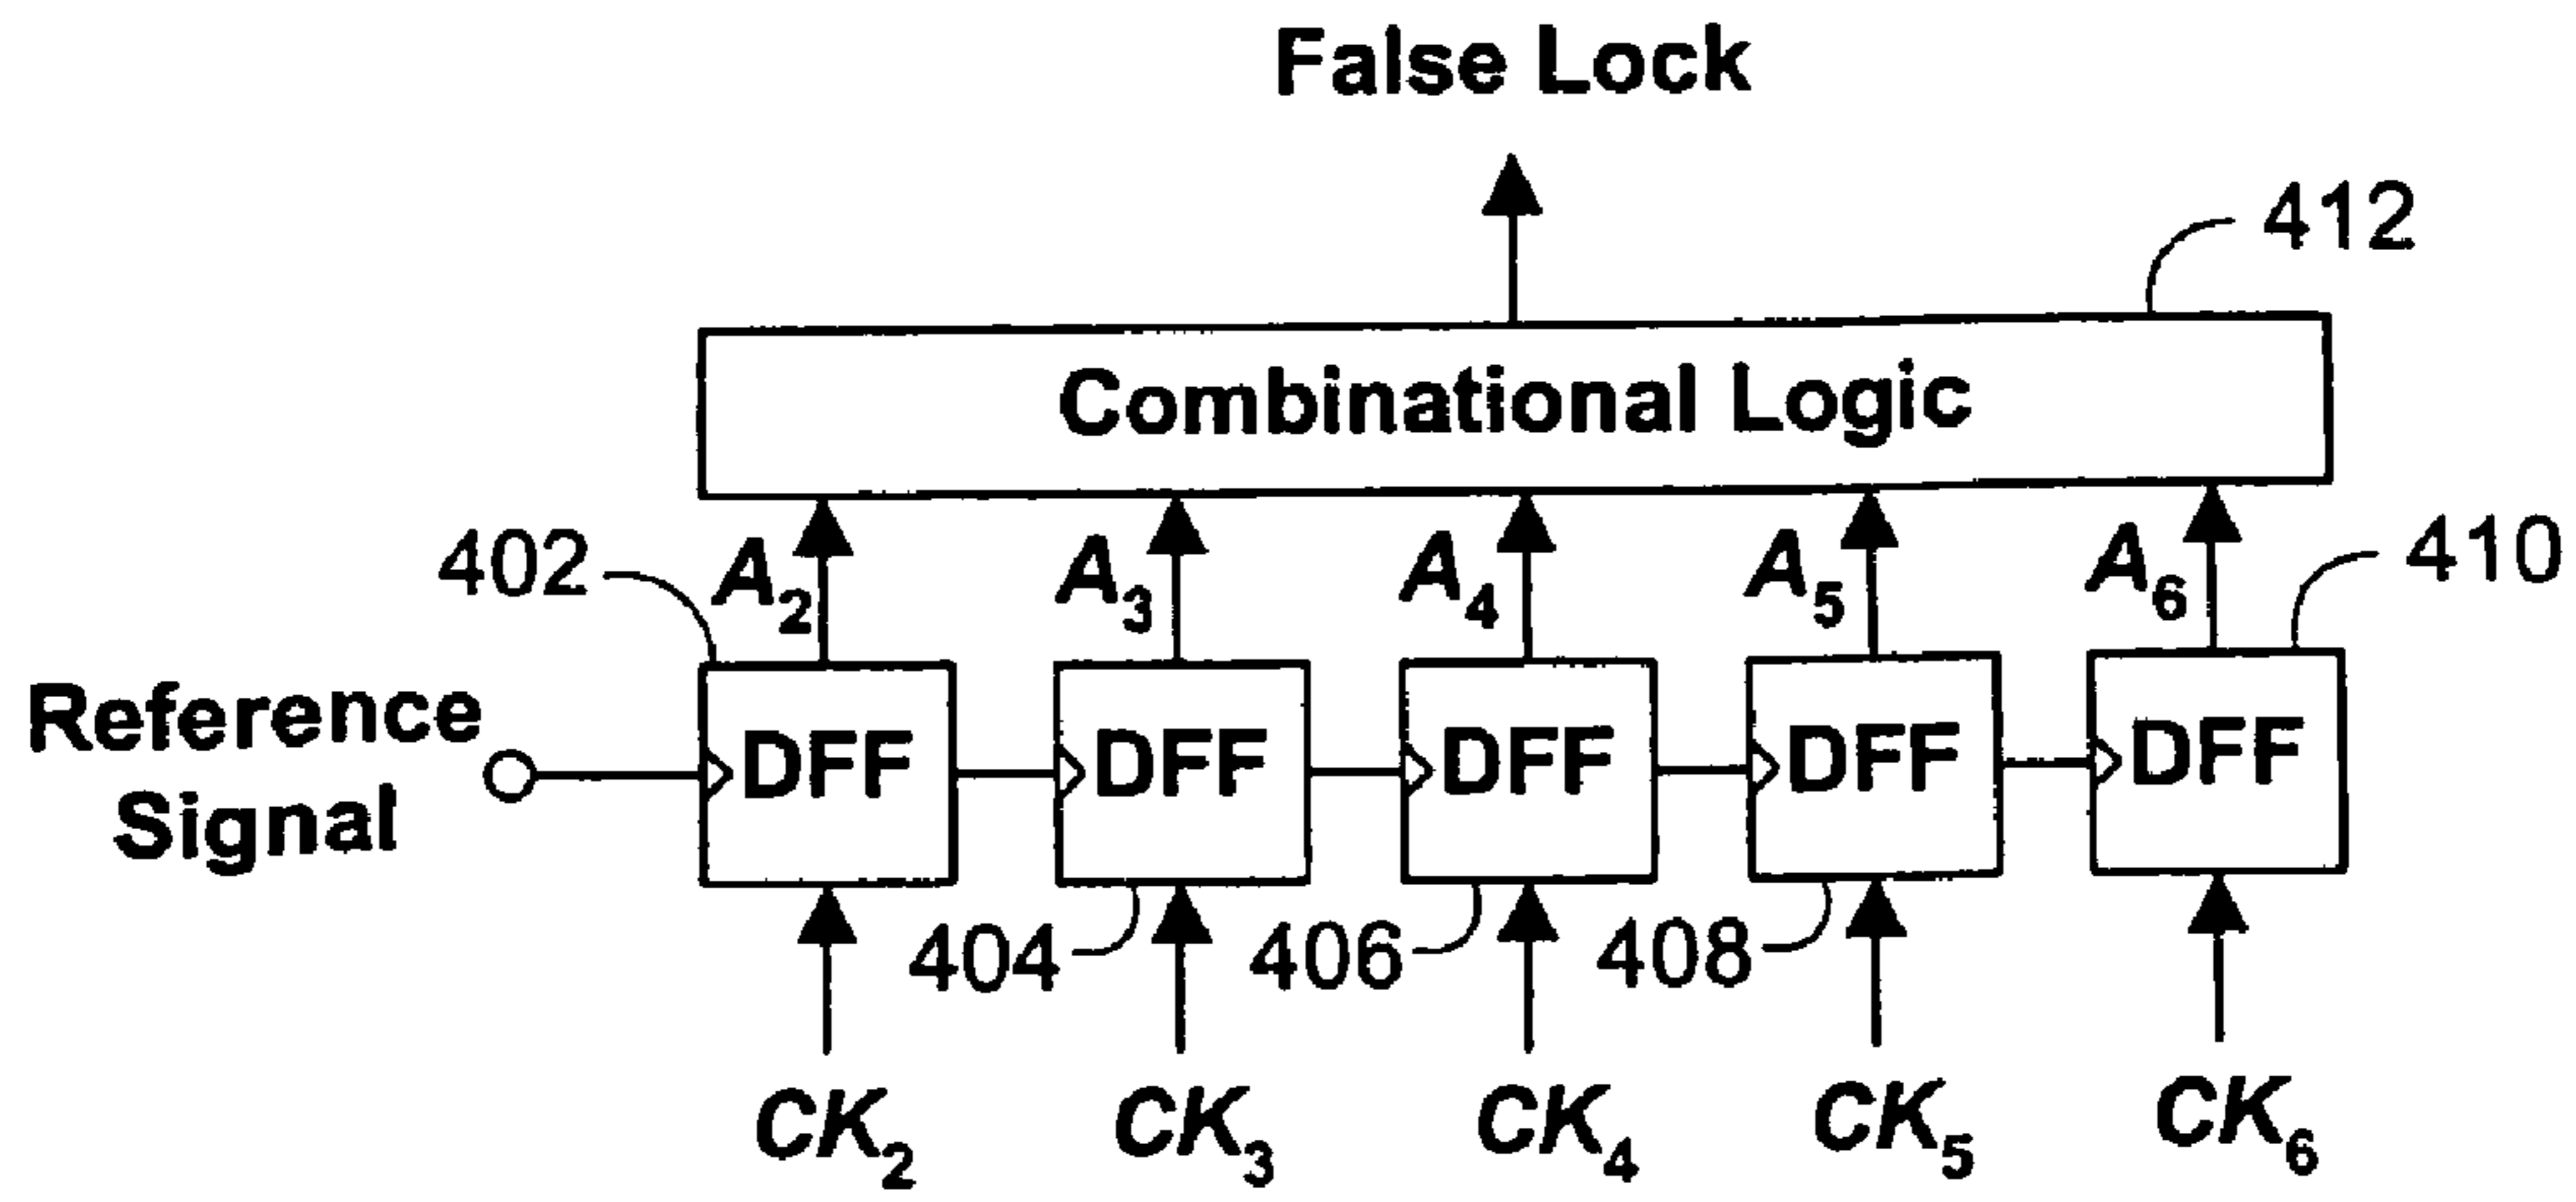 False Lock
412
Combinational Logic
402
A2
A3
A4
A5
A6
410
Reference
Signal
DFF
DFF
DFF
DFF
DFF
404
406
408
CK2
CK3
CK4
CK5
CK6